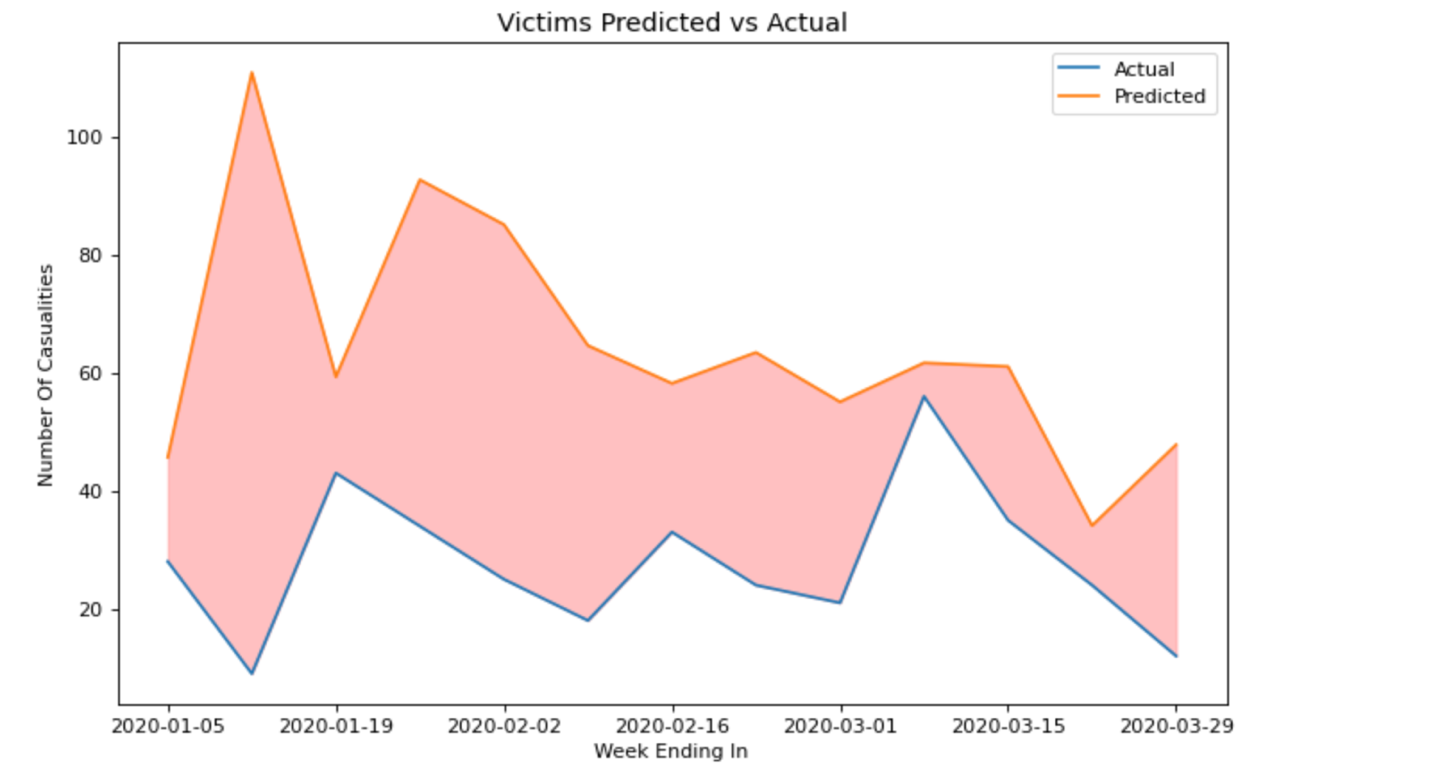 Victims Predicted vs Actual
Actual
Predicted
100
80
60
40
20
Number Of Casualities
2020-01-05 2020-01-19 2020-02-02 2020-02-16 2020-03-01 2020-03-15 2020-03-29
Week Ending In